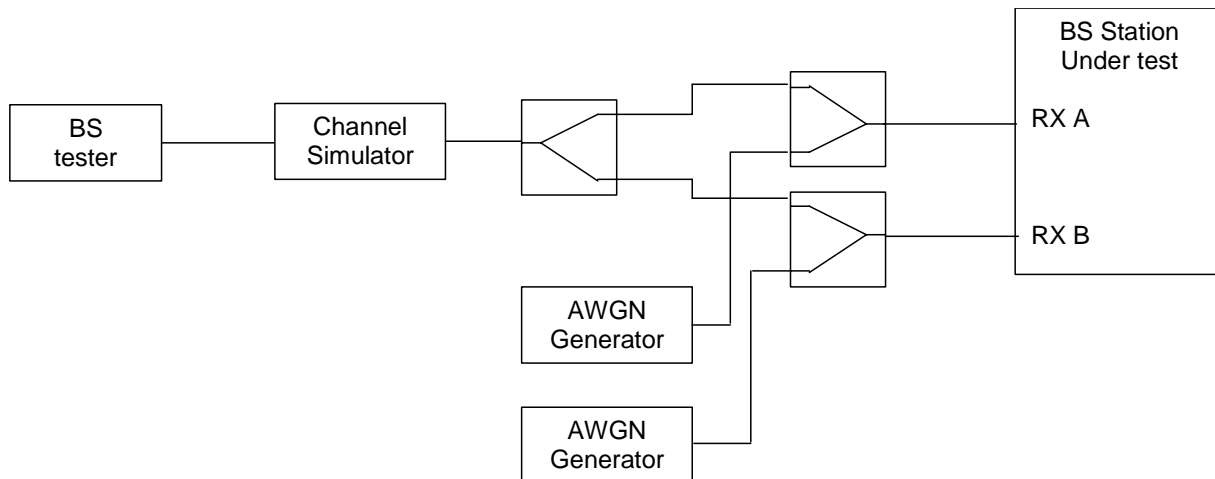 BS Station
Under test
BS
tester
Channel
Simulator
RX A
RX B
AWGN
Generator
AWGN
Generator